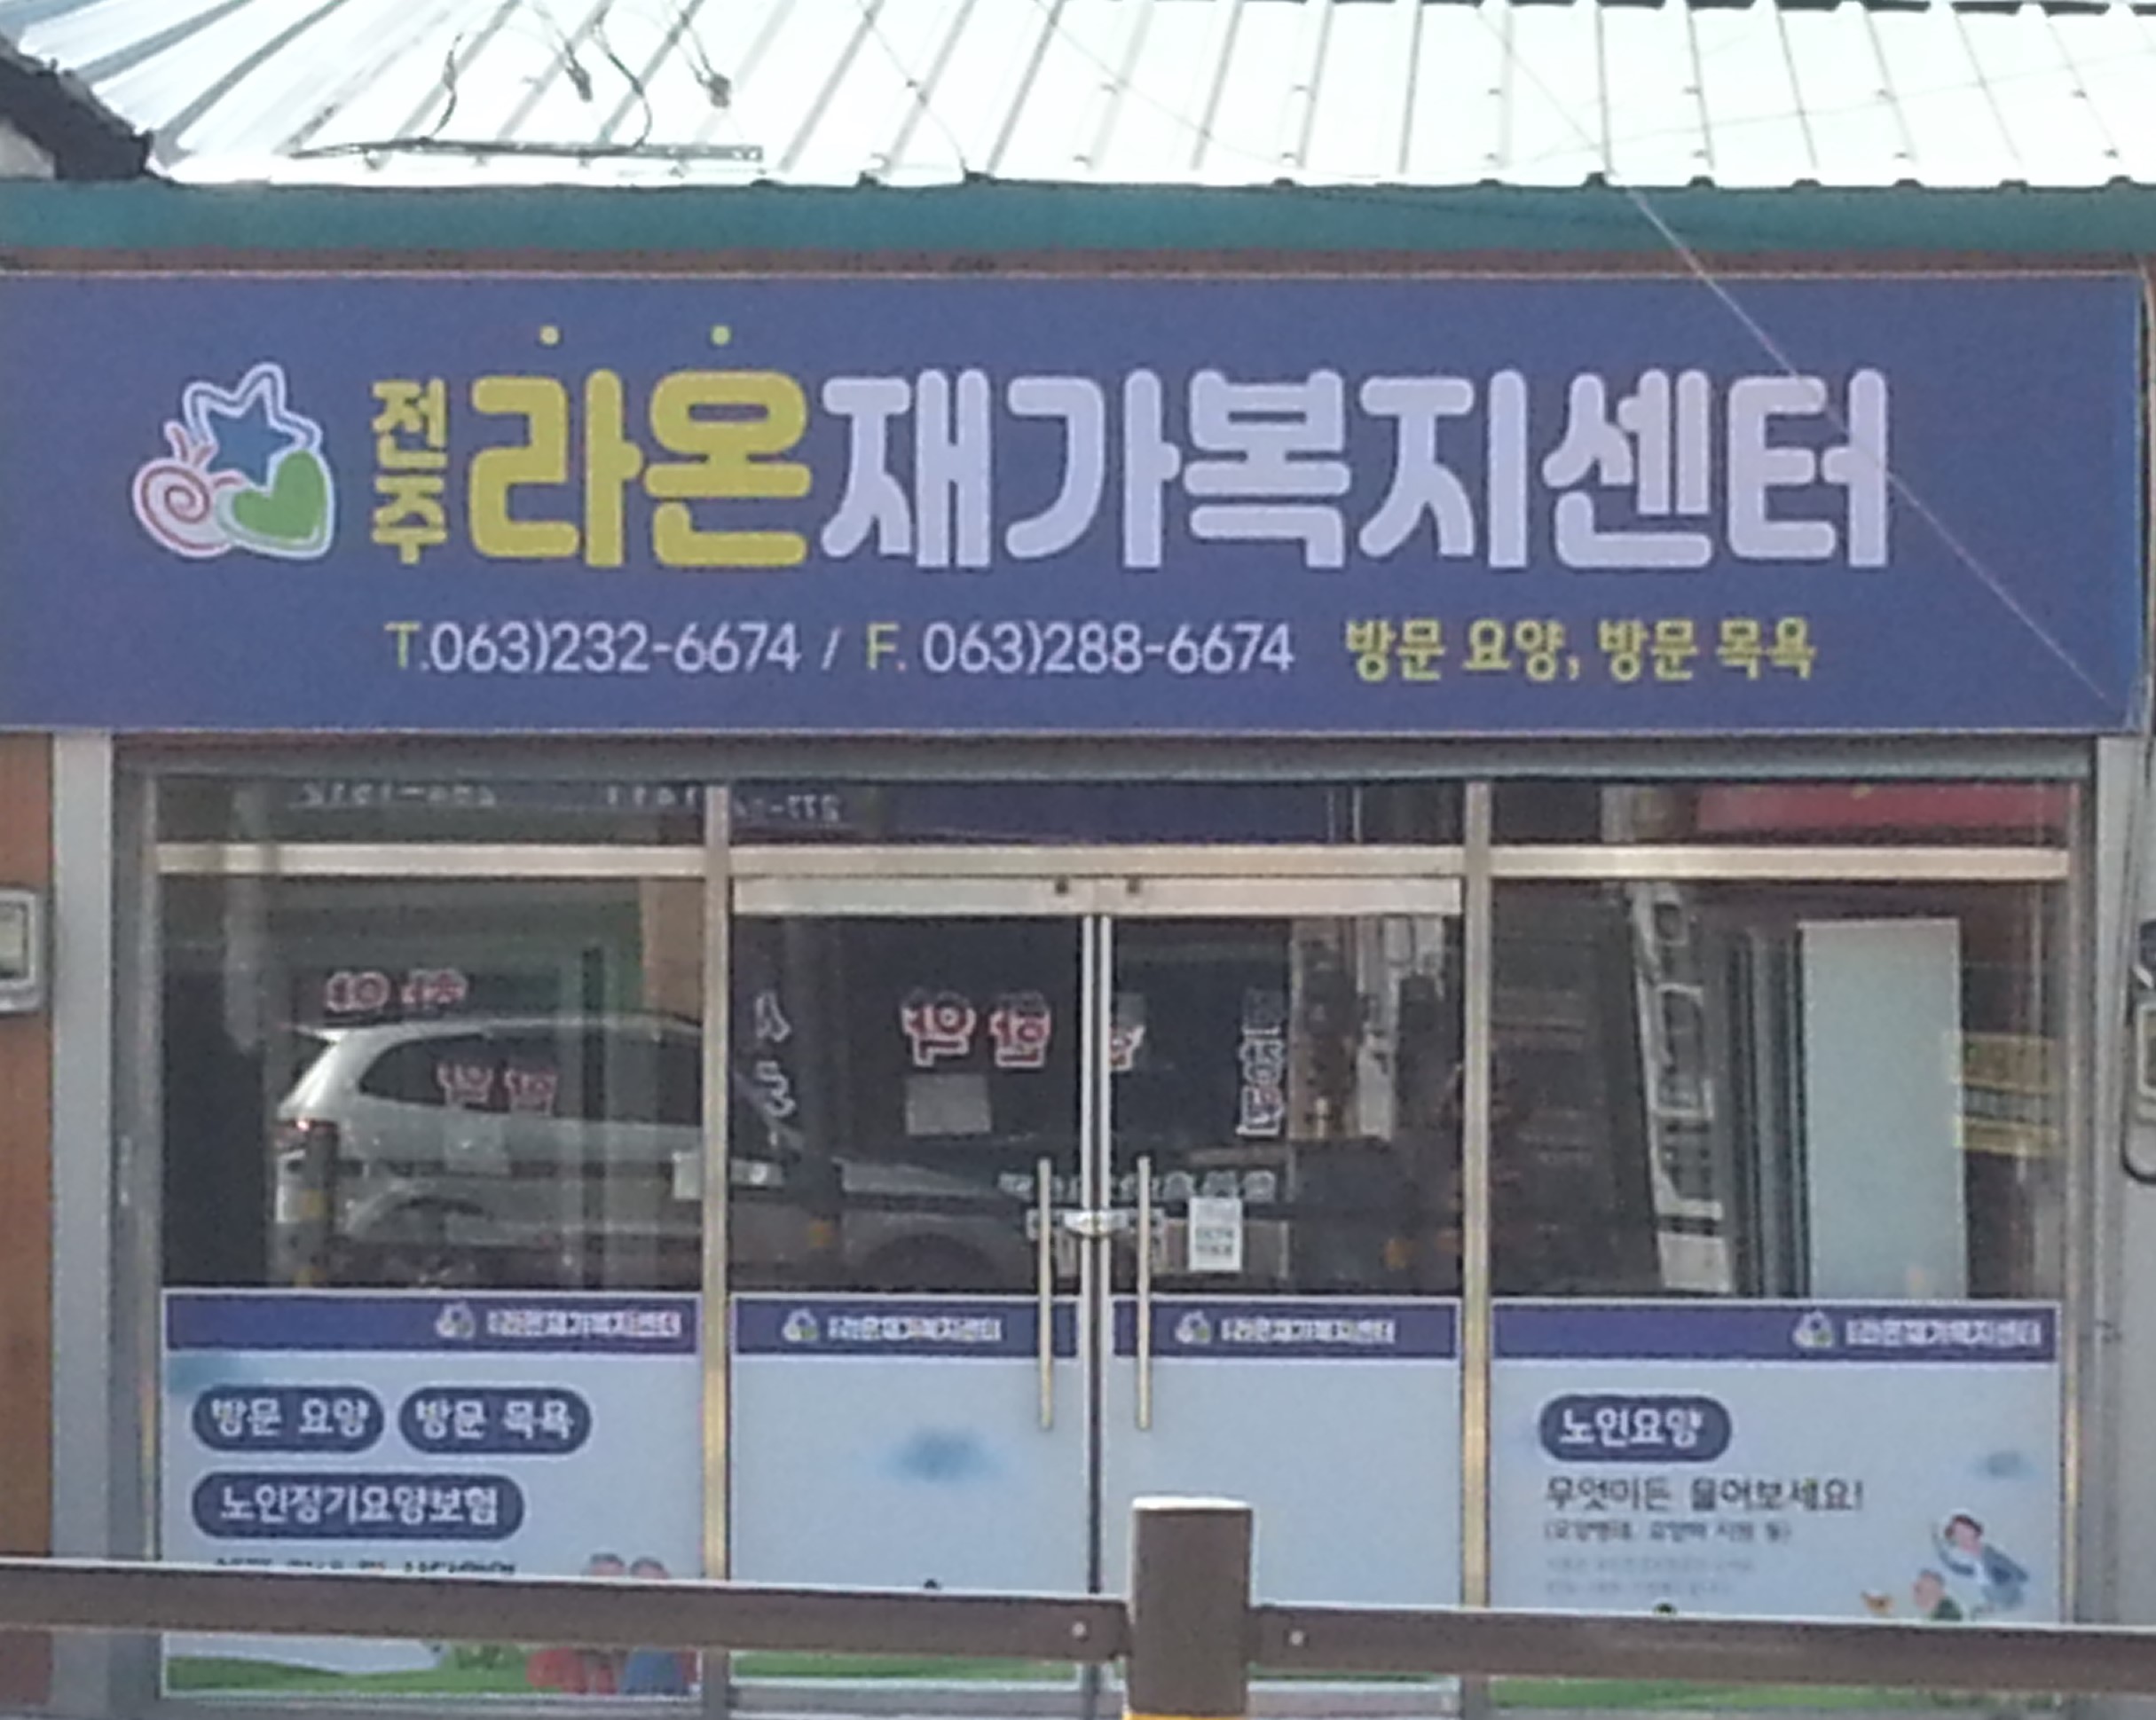 전주라온재가복지센터
T.063)232-6674 / F. 063)288-6674 방문 요양, 방문 목욕
한약
라온재가복지센터
라온재가복지센터
라온재가복지센터
라온재가복지센터
방문 요양 방문 목욕
노인장기요양보험
노인요양
무엇이든 물어보세요!